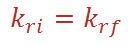 k_{ri} = k_{rf}